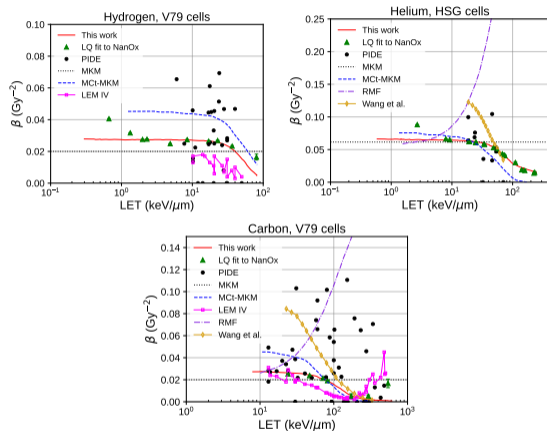 Hydrogen, V79 cells
0.10
0.08
0.06
0.04
0.02
0.00
β (Gy⁻²)
This work
LQ fit to NanOx
PIDE
MKM
MCt-MKM
LEM IV
10⁻¹ 10⁰ 10¹ 10²
LET (keV/μm)
Helium, HSG cells
0.25
0.20
0.15
0.10
0.05
0.00
β (Gy⁻²)
This work
LQ fit to NanOx
PIDE
MKM
MCt-MKM
RMF
Wang et al.
10⁻¹ 10⁰ 10¹ 10²
LET (keV/μm)
Carbon, V79 cells
0.14
0.12
0.10
0.08
0.06
0.04
0.02
0.00
β (Gy⁻²)
This work
LQ fit to NanOx
PIDE
MKM
MCt-MKM
LEM IV
RMF
Wang et al.
10⁰ 10¹ 10² 10³
LET (keV/μm)